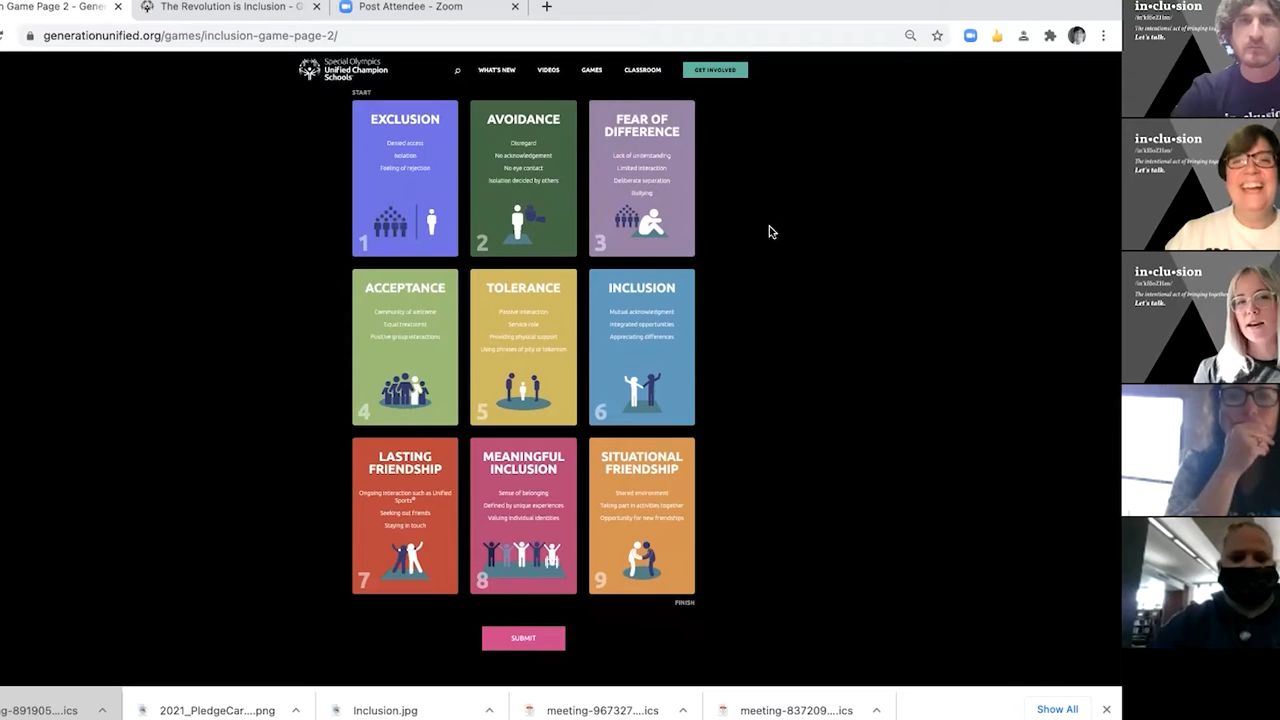 n Game Page 2 - Gene
The Revolution is Inclusion - G
Post Attendee - Zoom
generationunified.org/games/inclusion-game-page-2/
Special Olympics
Unified Champion
Schools
WHAT'S NEW
VIDEOS
GAMES
CLASSROOM
GET INVOLVED
START
EXCLUSION
Denied access
Isolation
Feeling of rejection
1
AVOIDANCE
Disregard
No acknowledgement
No eye contact
Isolation decided by others
2
FEAR OF
DIFFERENCE
Lack of understanding
Limited interaction
Deliberate separation
Bullying
3
ACCEPTANCE
Community of welcome
Equal treatment
Positive group interactions
4
TOLERANCE
Passive interaction
Service role
Providing physical support
Using phrases of pity or tokenism
5
INCLUSION
Mutual acknowledgment
Integrated opportunities
Appreciating differences
6
LASTING
FRIENDSHIP
Ongoing interaction such as Unified
Sports®
Seeking out friends
Staying in touch
7
MEANINGFUL
INCLUSION
Sense of belonging
Defined by unique experiences
Valuing individual identities
8
SITUATIONAL
FRIENDSHIP
Shared environment
Taking part in activities together
Opportunity for new friendships
9
FINISH
SUBMIT
in•clu•sion
The intentional act of bringing tog
Let's talk.
in•clu•sion
The intentional act of bringing tog
Let's talk.
in•clu•sion
The intentional act of bringing togethe
Let's talk.
ng-891905....ics
2021_PledgeCar....png
Inclusion.jpg
meeting-967327....ics
meeting-837209....ics
Show All